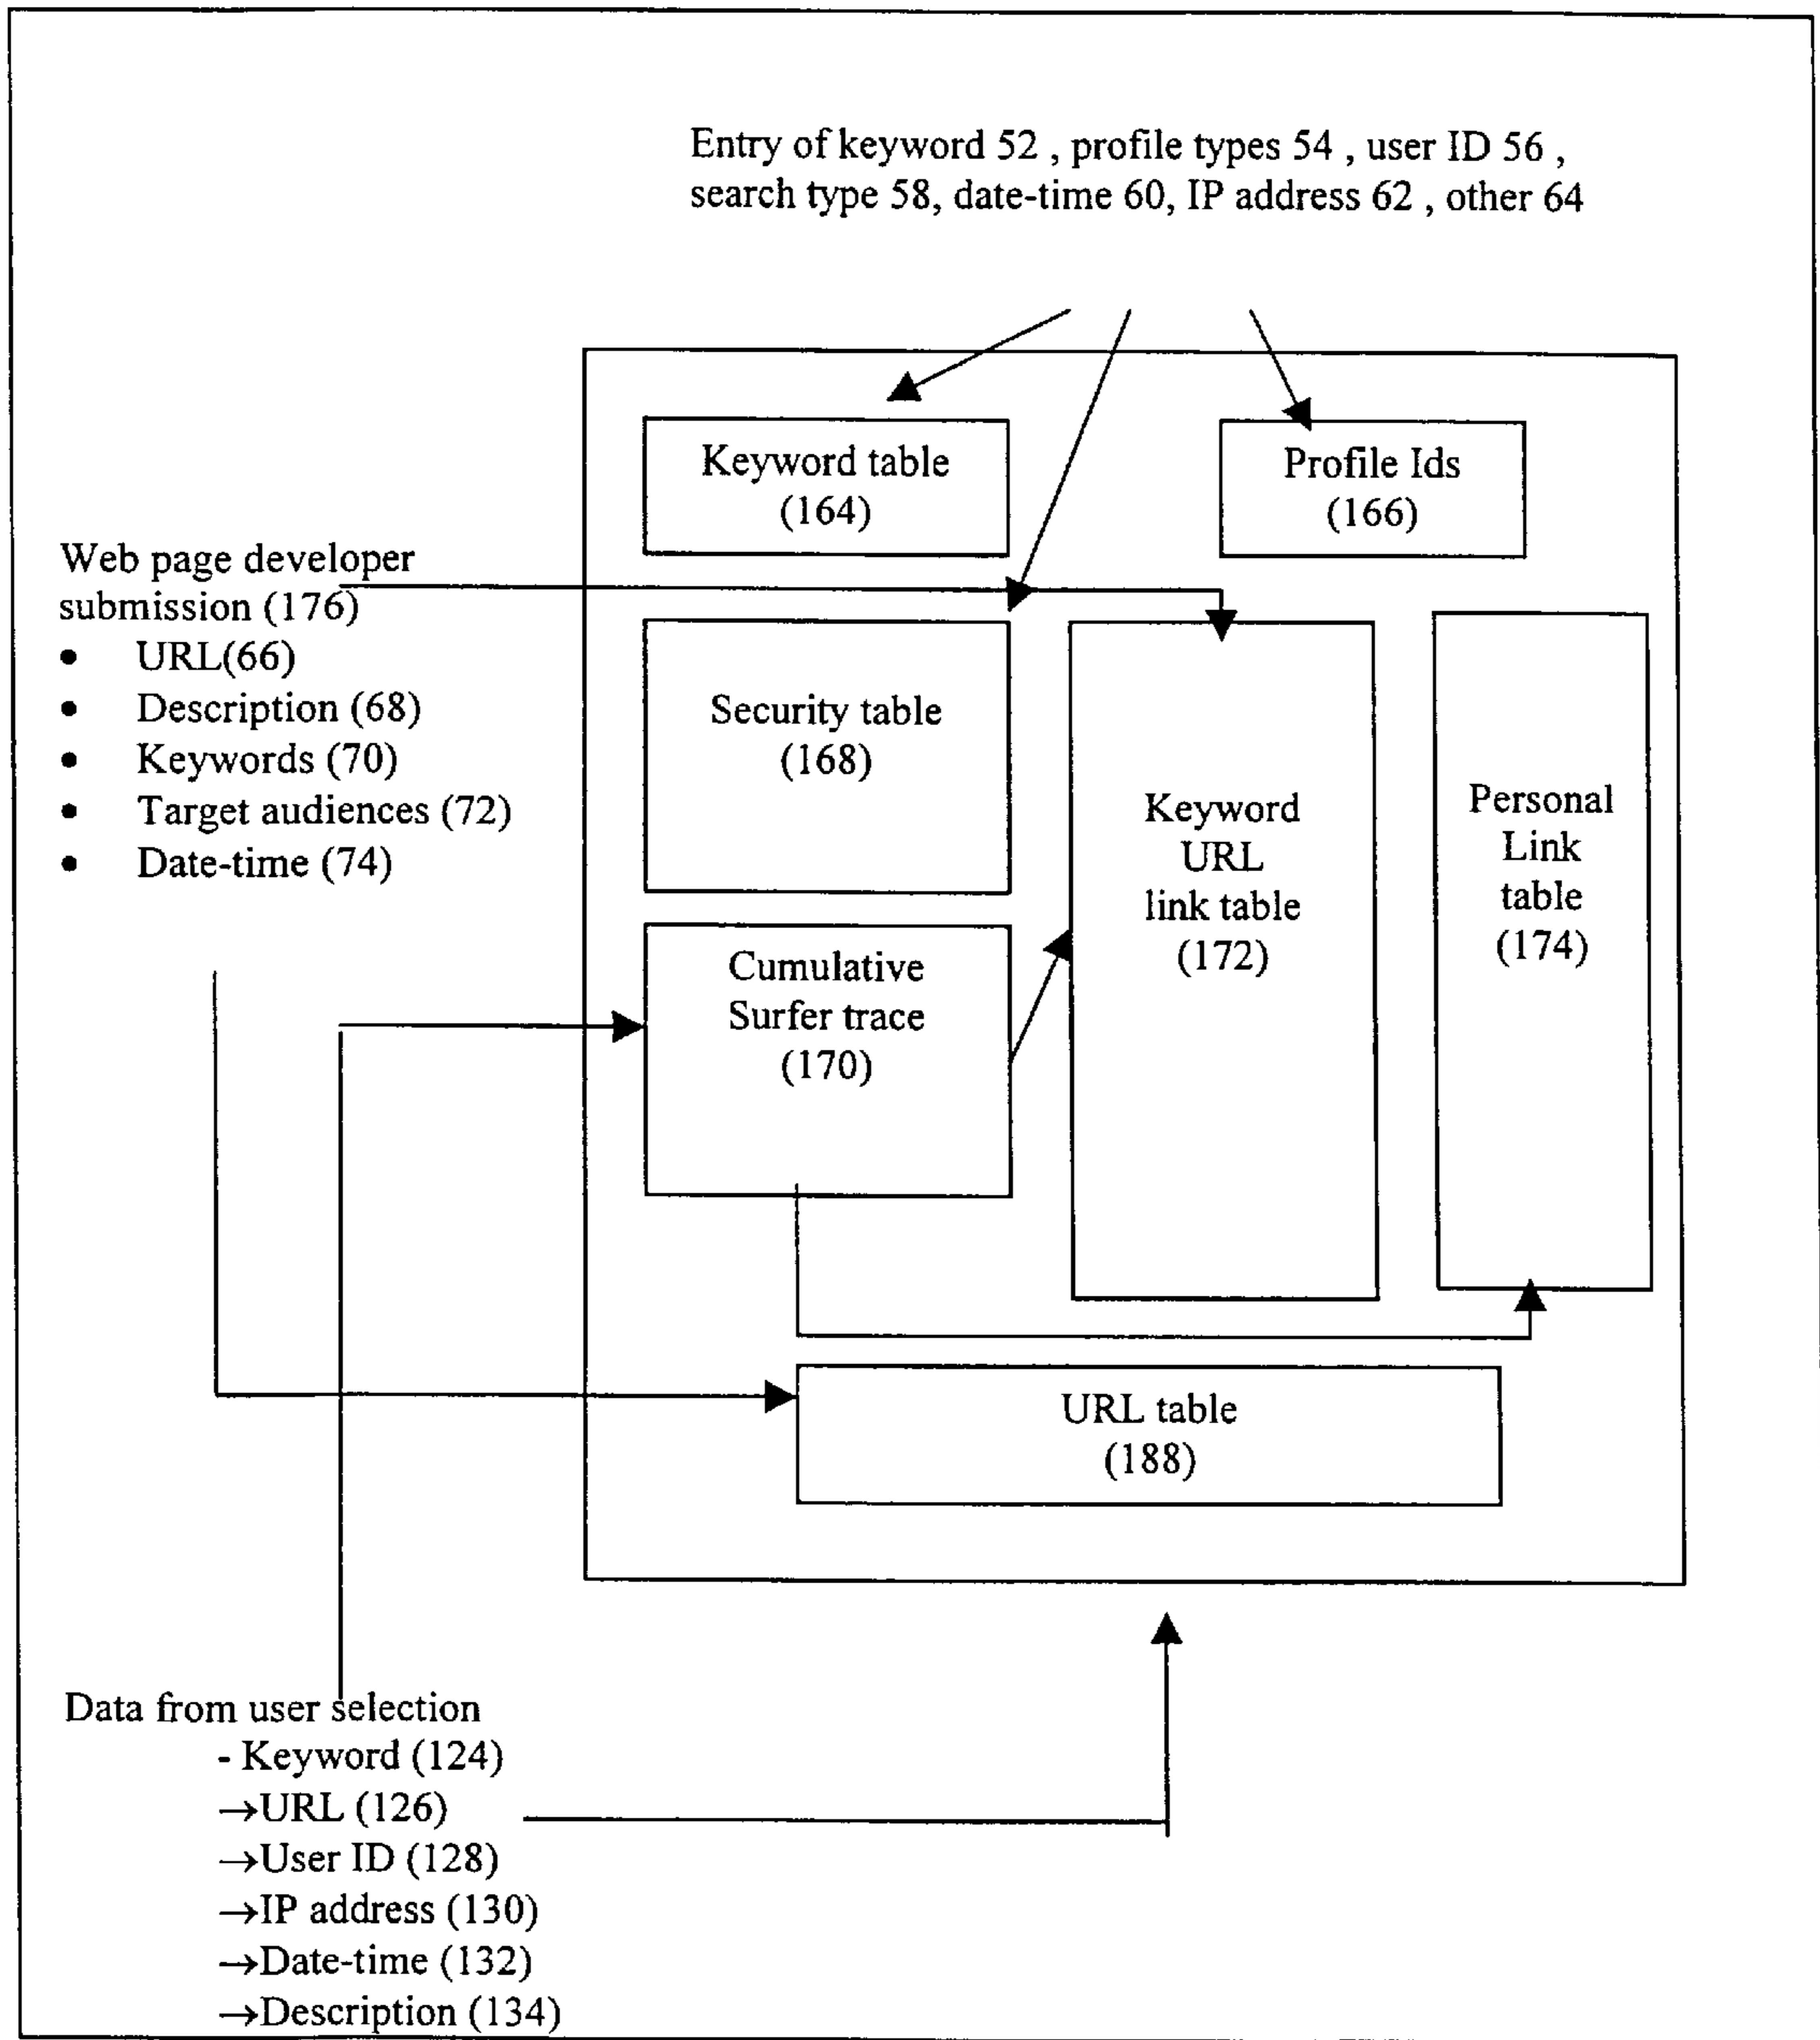 Entry of keyword 52 , profile types 54 , user ID 56 ,
search type 58, date-time 60, IP address 62 , other 64
Keyword table
(164)
Profile Ids
(166)
Web page developer
submission (176)
• URL(66)
• Description (68)
• Keywords (70)
• Target audiences (72)
• Date-time (74)
Security table
(168)
Cumulative
Surfer trace
(170)
Keyword
URL
link table
(172)
Personal
Link
table
(174)
URL table
(188)
Data from user selection
- Keyword (124)
→URL (126)
→User ID (128)
→IP address (130)
→Date-time (132)
→Description (134)